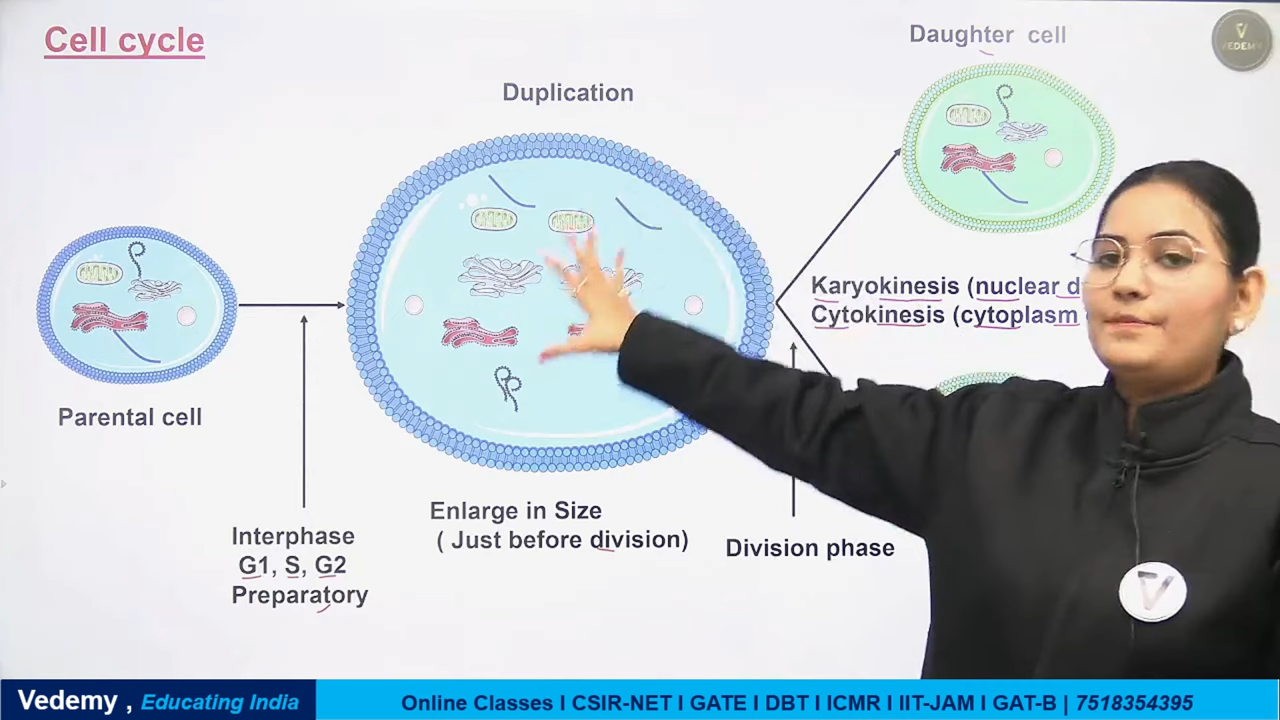 Cell cycle
Daughter cell
VEDEMY
Duplication
Karyokinesis (nuclear
Cytokinesis (cytoplasm
Parental cell
Enlarge in Size
( Just before division)
Interphase
G1, S, G2
Preparatory
Division phase
Vedemy , Educating India
Online Classes I CSIR-NET I GATE I DBT I ICMR I IIT-JAM I GAT-B | 7518354395